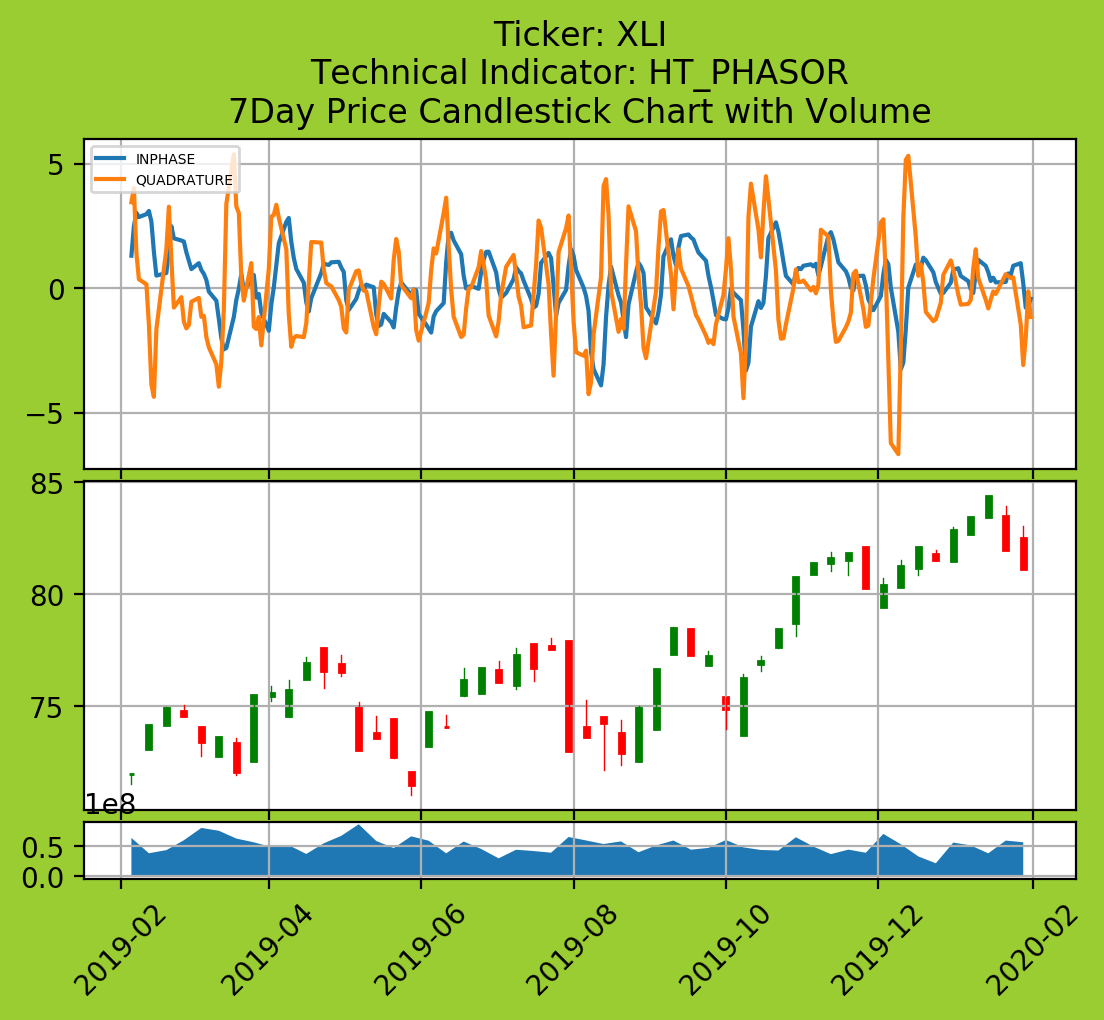 Ticker: XLI
Technical Indicator: HT_PHASOR
7Day Price Candlestick Chart with Volume
INPHASE
QUADRATURE
5
0
−5
85
80
75
1e8
0.5
0.0
2019-02
2019-04
2019-06
2019-08
2019-10
2019-12
2020-02